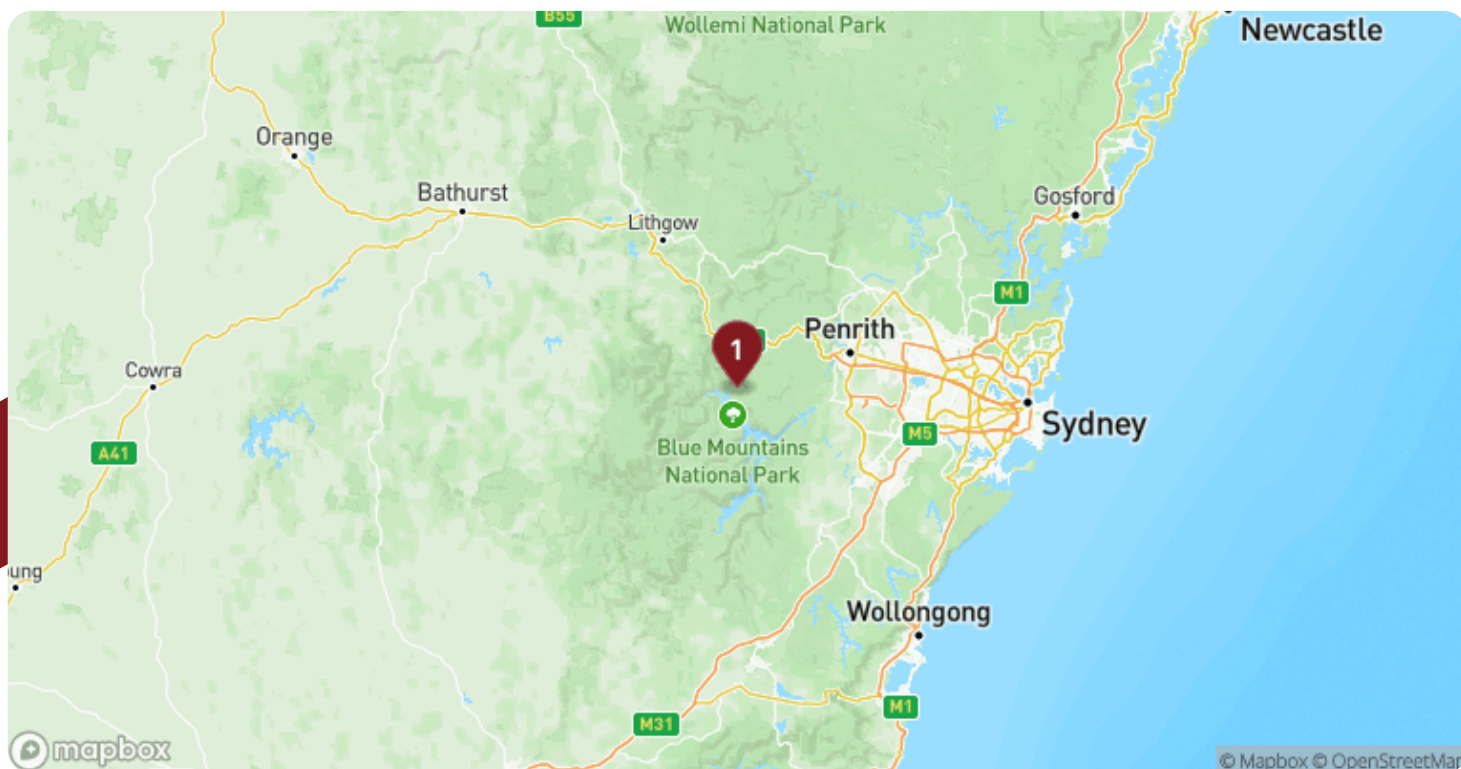 B55
Wollemi National Park
Newcastle
Orange
Bathurst
Gosford
Lithgow
M1
1
Penrith
Cowra
Sydney
M5
A41
Blue Mountains
National Park
ung
Wollongong
M1
M31
mapbox
© Mapbox © OpenStreetMap